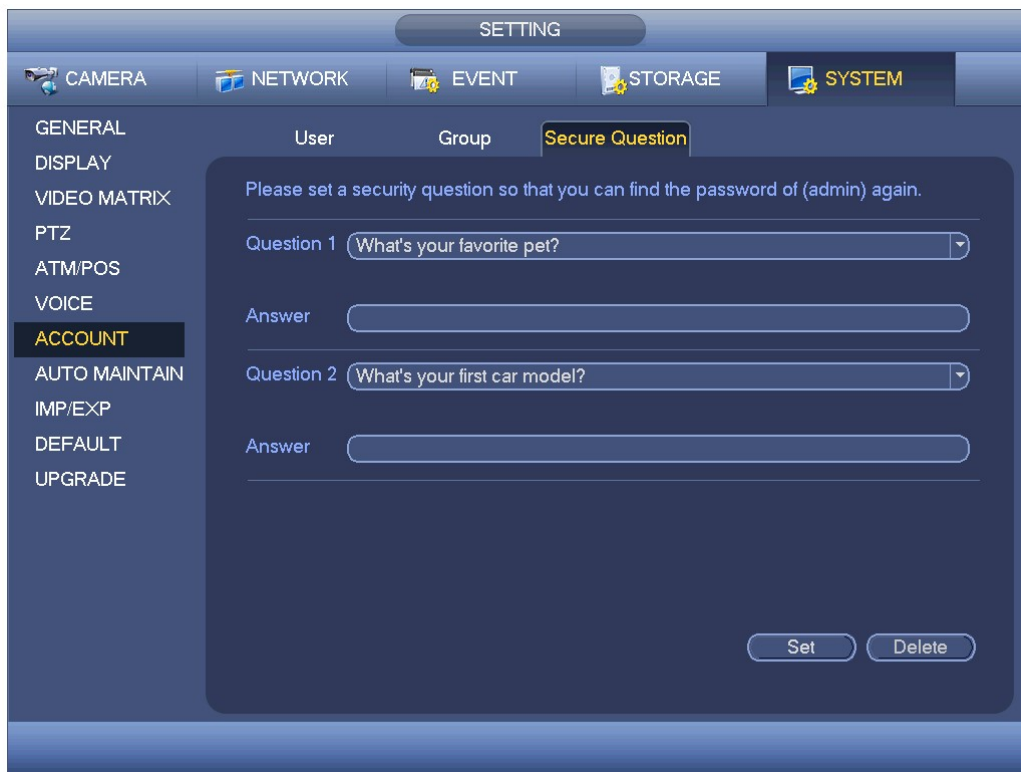 SETTING
CAMERA NETWORK EVENT STORAGE SYSTEM
GENERAL
DISPLAY
VIDEO MATRIX
PTZ
ATM/POS
VOICE
ACCOUNT
AUTO MAINTAIN
IMP/EXP
DEFAULT
UPGRADE
User Group Secure Question
Please set a security question so that you can find the password of (admin) again.
Question 1 What's your favorite pet?
Answer
Question 2 What's your first car model?
Answer
Set Delete